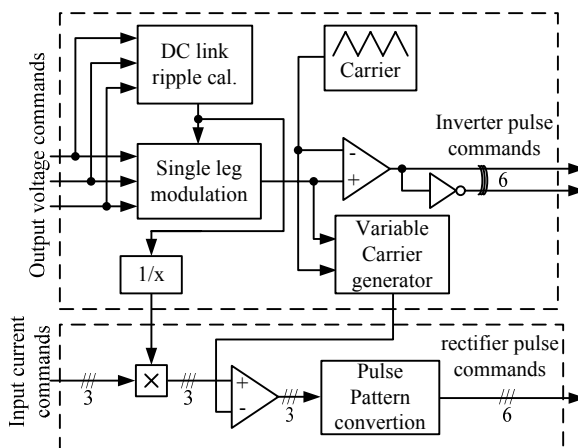 Output voltage commands
DC link
ripple cal.
Carrier
Single leg
modulation
-
+
Inverter pulse
commands
6
Variable
Carrier
generator
1/x
Input current
commands
3
×
3
+
-
3
Pulse
Pattern
convertion
rectifier pulse
commands
6